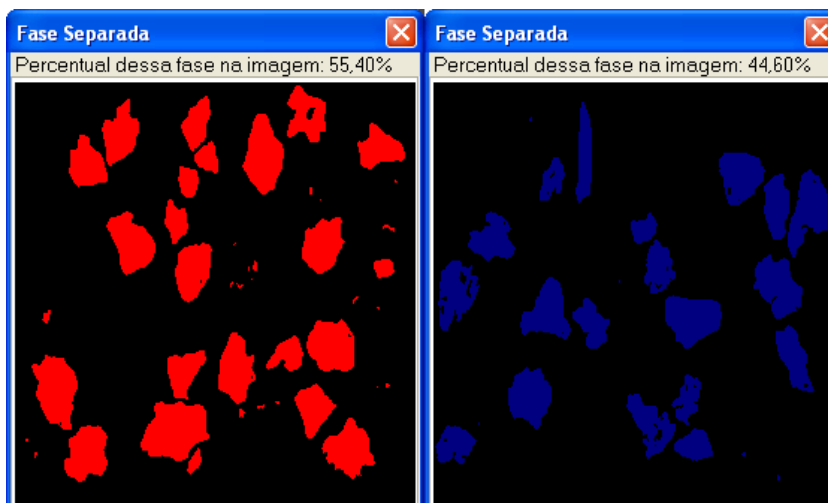 Fase Separada
Percentual dessa fase na imagem: 55,40%
Fase Separada
Percentual dessa fase na imagem: 44,60%